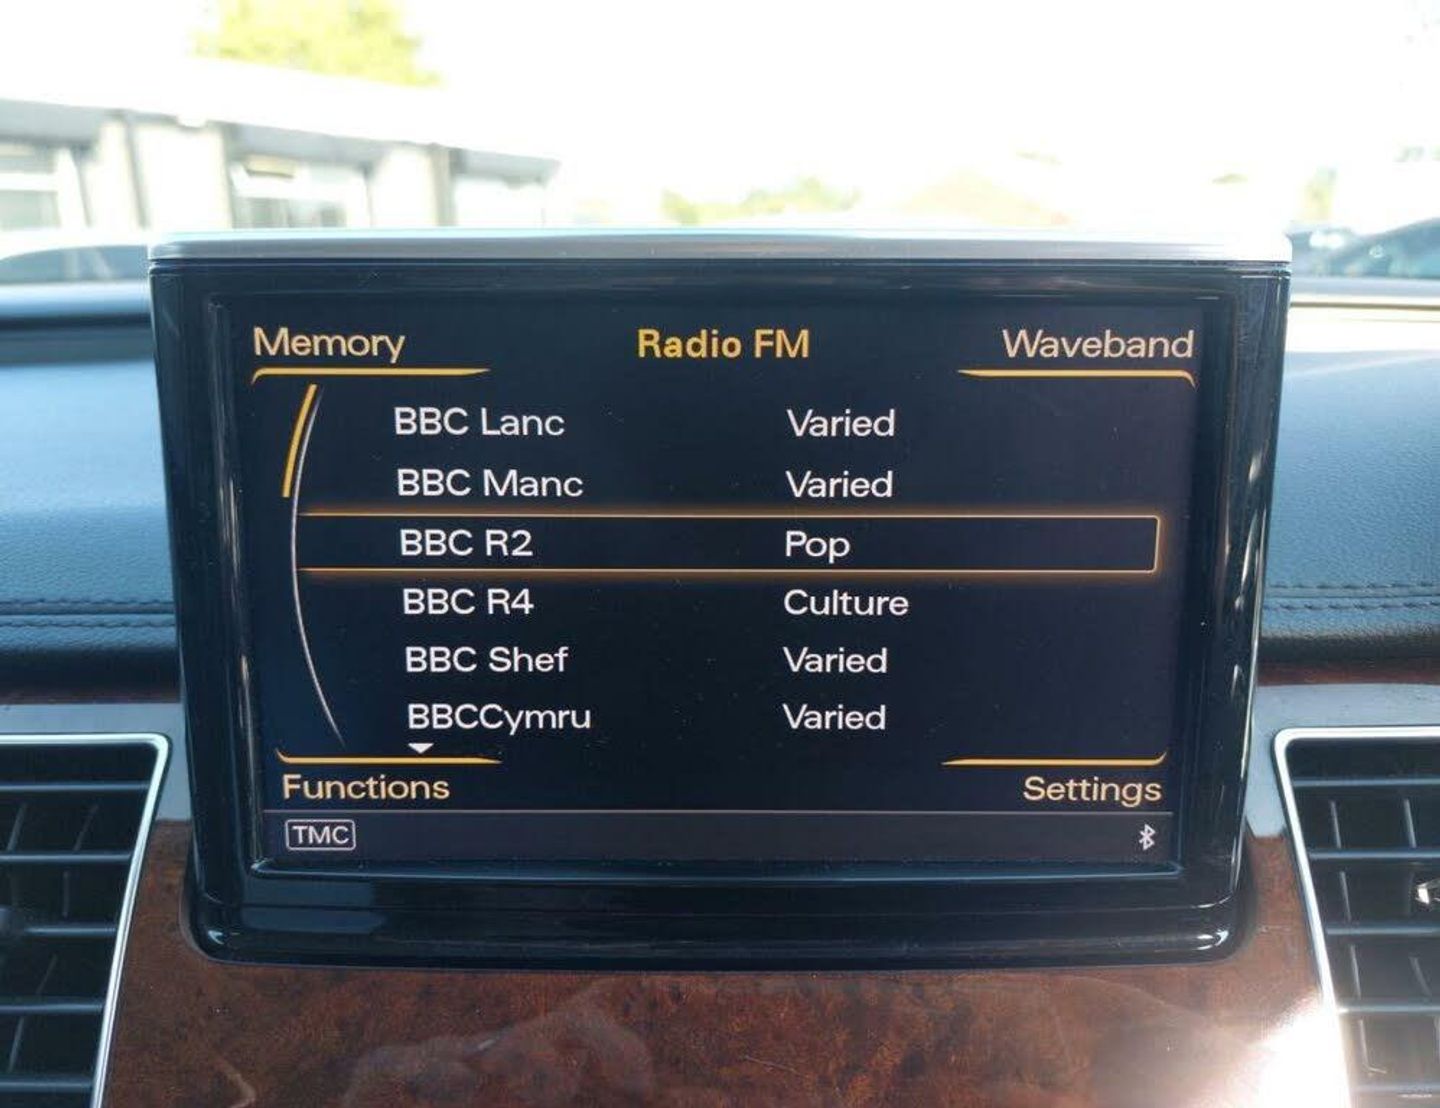 Memory Radio FM Waveband
BBC Lanc Varied
BBC Manc Varied
BBC R2 Pop
BBC R4 Culture
BBC Shef Varied
BBCCymru Varied
Functions Settings
TMC